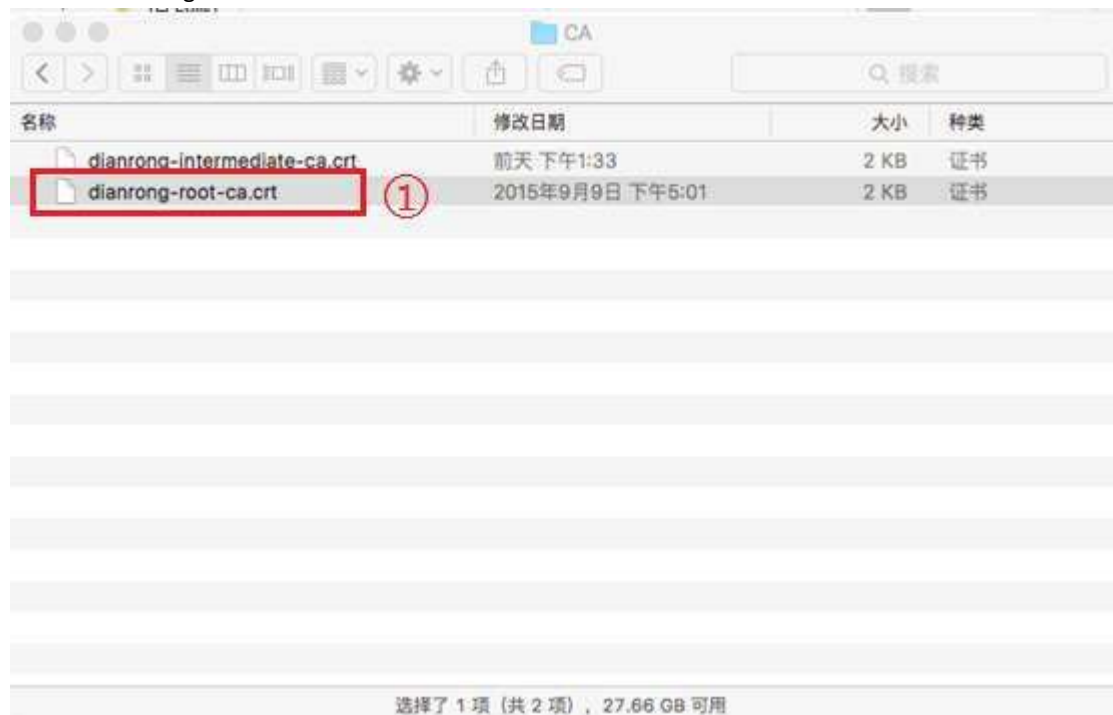 CA
搜索
名称 修改日期 大小 种类
dianrong-intermediate-ca.crt 前天 下午1:33 2 KB 证书
dianrong-root-ca.crt ① 2015年9月9日 下午5:01 2 KB 证书
选择了 1 项 (共 2 项) , 27.66 GB 可用